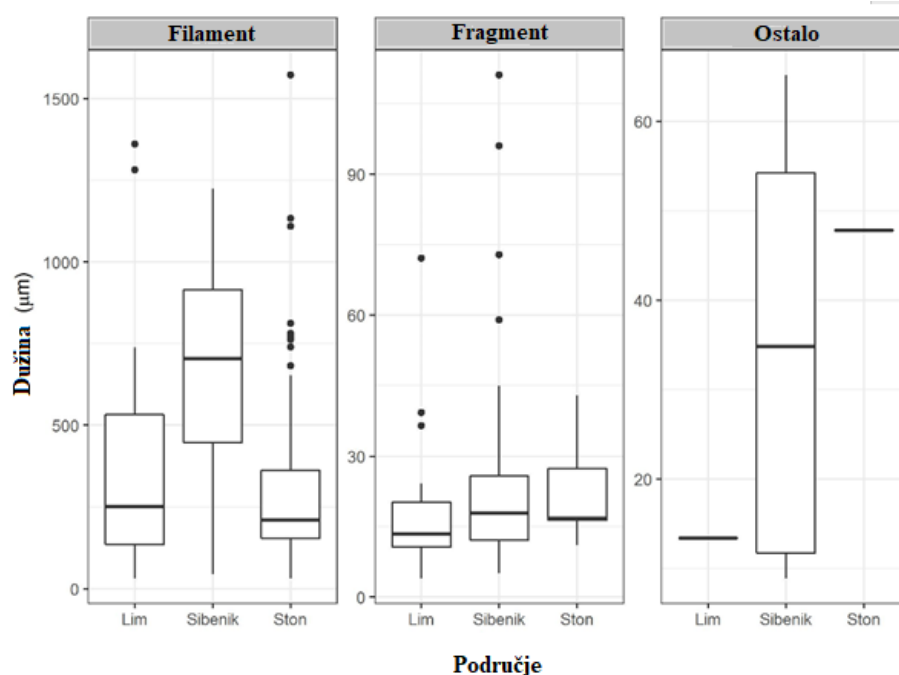 Filament
Fragment
Ostalo
Dužina (μm)
1500
1000
500
0
90
60
30
0
60
40
20
Lim Sibenik Ston
Lim Sibenik Ston
Lim Sibenik Ston
Područje